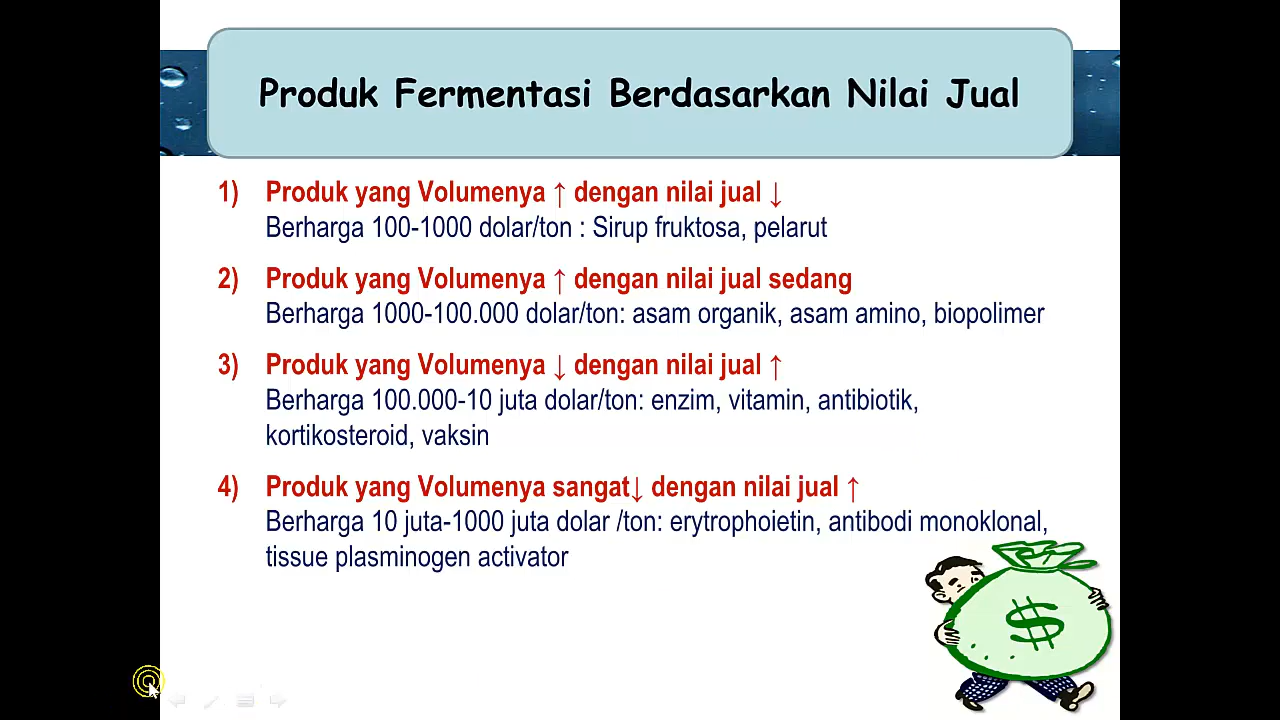 Produk Fermentasi Berdasarkan Nilai Jual
1) Produk yang Volumenya ↑ dengan nilai jual ↓
Berharga 100-1000 dolar/ton : Sirup fruktosa, pelarut
2) Produk yang Volumenya ↑ dengan nilai jual sedang
Berharga 1000-100.000 dolar/ton: asam organik, asam amino, biopolimer
3) Produk yang Volumenya ↓ dengan nilai jual ↑
Berharga 100.000-10 juta dolar/ton: enzim, vitamin, antibiotik,
kortikosteroid, vaksin
4) Produk yang Volumenya sangat↓ dengan nilai jual ↑
Berharga 10 juta-1000 juta dolar /ton: erytrophoietin, antibodi monoklonal,
tissue plasminogen activator
$